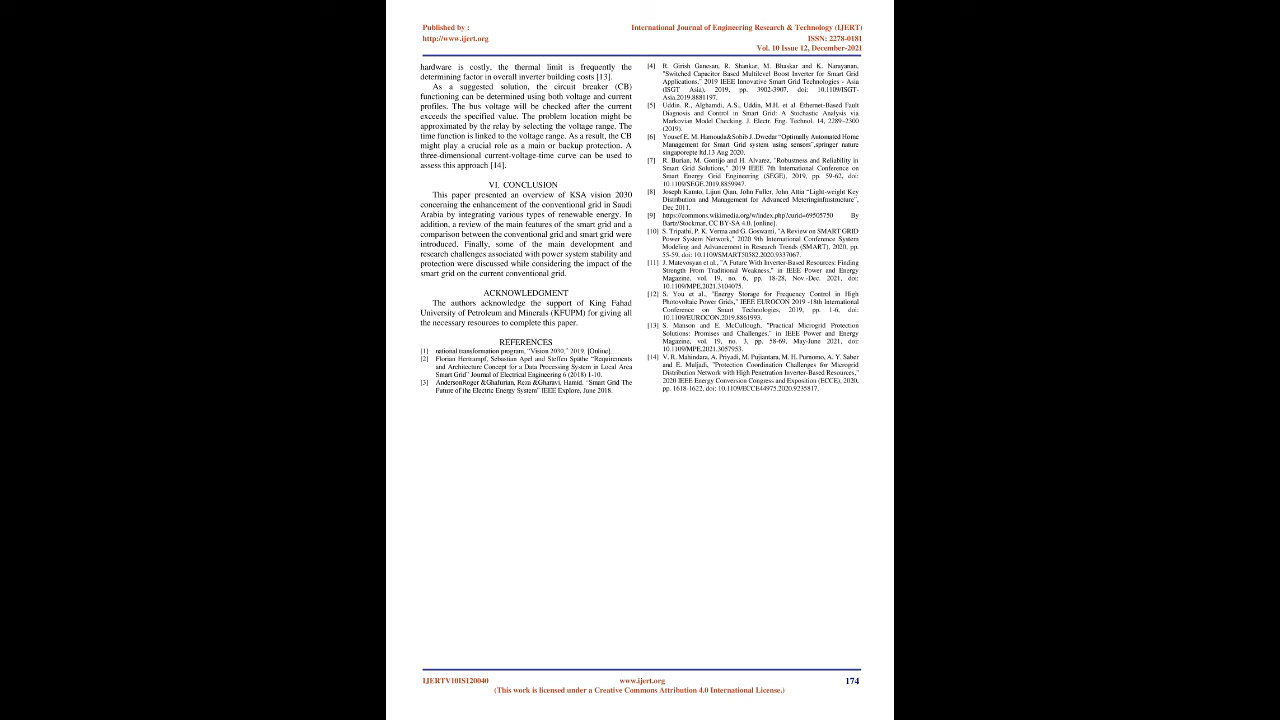 Published by :
International Journal of Engineering Research & Technology (IJERT)
http://www.ijert.org
ISSN: 2278-0181
Vol. 10 Issue 12, December-2021
hardware is costly, the thermal limit is frequently the
determining factor in overall inverter building costs [13].
As a suggested solution, the circuit breaker (CB)
functioning can be determined using both voltage and current
profiles. The bus voltage will be checked after the current
exceeds the specified value. The problem location might be
approximated by the relay by selecting the voltage range. The
time function is linked to the voltage range. As a result, the CB
might play a crucial role as a main or backup protection. A
three-dimensional current-voltage-time curve can be used to
assess this approach [14].
VI. CONCLUSION
This paper presented an overview of KSA vision 2030
concerning the enhancement of the conventional grid in Saudi
Arabia by integrating various types of renewable energy. In
addition, a review of the main features of the smart grid and a
comparison between the conventional grid and smart grid were
introduced. Finally, some of the main development and
research challenges associated with power system stability and
protection were discussed while considering the impact of the
smart grid on the current conventional grid.
ACKNOWLEDGMENT
The authors acknowledge the support of King Fahad
University of Petroleum and Minerals (KFUPM) for giving all
the necessary resources to complete this paper.
REFERENCES
[1] national transformation program, "Vision 2030," 2019. [Online].
[2] Florian Hertrampf, Sebastian Apel and Steffen Späthe "Requirements
and Architecture Concept for a Data Processing System in Local Area
Smart Grid" Journal of Electrical Engineering 6 (2018) 1-10.
[3] AndersonRoger &Ghafurian, Reza &Gharavi, Hamid. "Smart Grid The
Future of the Electric Energy System" IEEE Explore, June 2018.
[4] R. Girish Ganesan, R. Shankar, M. Bhaskar and K. Narayanan,
"Switched Capacitor Based Multilevel Boost Inverter for Smart Grid
Applications," 2019 IEEE Innovative Smart Grid Technologies - Asia
(ISGT Asia), 2019, pp. 3902-3907, doi: 10.1109/ISGT-
Asia.2019.8881197.
[5] Uddin, R., Alghamdi, A.S., Uddin, M.H. et al. Ethernet-Based Fault
Diagnosis and Control in Smart Grid: A Stochastic Analysis via
Markovian Model Checking. J. Electr. Eng. Technol. 14, 2289–2300
(2019).
[6] Yousef E. M. Hamouda&Sohib J..Dwedar "Optimally Automated Home
Management for Smart Grid system using sensors",springer nature
singaporepte ltd.13 Aug 2020.
[7] R. Burian, M. Gontijo and H. Alvarez, "Robustness and Reliability in
Smart Grid Solutions," 2019 IEEE 7th International Conference on
Smart Energy Grid Engineering (SEGE), 2019, pp. 59-62, doi:
10.1109/SEGE.2019.8859947.
[8] Joseph Kamto, Lijun Qian, John Fuller, John Attia "Light-weight Key
Distribution and Management for Advanced Meteringinfrastructure",
Dec 2011.
[9] https://commons.wikimedia.org/w/index.php?curid=69505750 By
Bartz/Stockmar, CC BY-SA 4.0, [online].
[10] S. Tripathi, P. K. Verma and G. Goswami, "A Review on SMART GRID
Power System Network," 2020 9th International Conference System
Modeling and Advancement in Research Trends (SMART), 2020, pp.
55-59, doi: 10.1109/SMART50582.2020.9337067.
[11] J. Matevosyan et al., "A Future With Inverter-Based Resources: Finding
Strength From Traditional Weakness," in IEEE Power and Energy
Magazine, vol. 19, no. 6, pp. 18-28, Nov.-Dec. 2021, doi:
10.1109/MPE.2021.3104075.
[12] S. You et al., "Energy Storage for Frequency Control in High
Photovoltaic Power Grids," IEEE EUROCON 2019 -18th International
Conference on Smart Technologies, 2019, pp. 1-6, doi:
10.1109/EUROCON.2019.8861993.
[13] S. Manson and E. McCullough, "Practical Microgrid Protection
Solutions: Promises and Challenges," in IEEE Power and Energy
Magazine, vol. 19, no. 3, pp. 58-69, May-June 2021, doi:
10.1109/MPE.2021.3057953.
[14] V. R. Mahindara, A. Priyadi, M. Pujiantara, M. H. Purnomo, A. Y. Saber
and E. Muljadi, "Protection Coordination Challenges for Microgrid
Distribution Network with High Penetration Inverter-Based Resources,"
2020 IEEE Energy Conversion Congress and Exposition (ECCE), 2020,
pp. 1618-1622, doi: 10.1109/ECCE44975.2020.9235817.
IJERTV10IS120040
www.ijert.org
174
(This work is licensed under a Creative Commons Attribution 4.0 International License.)